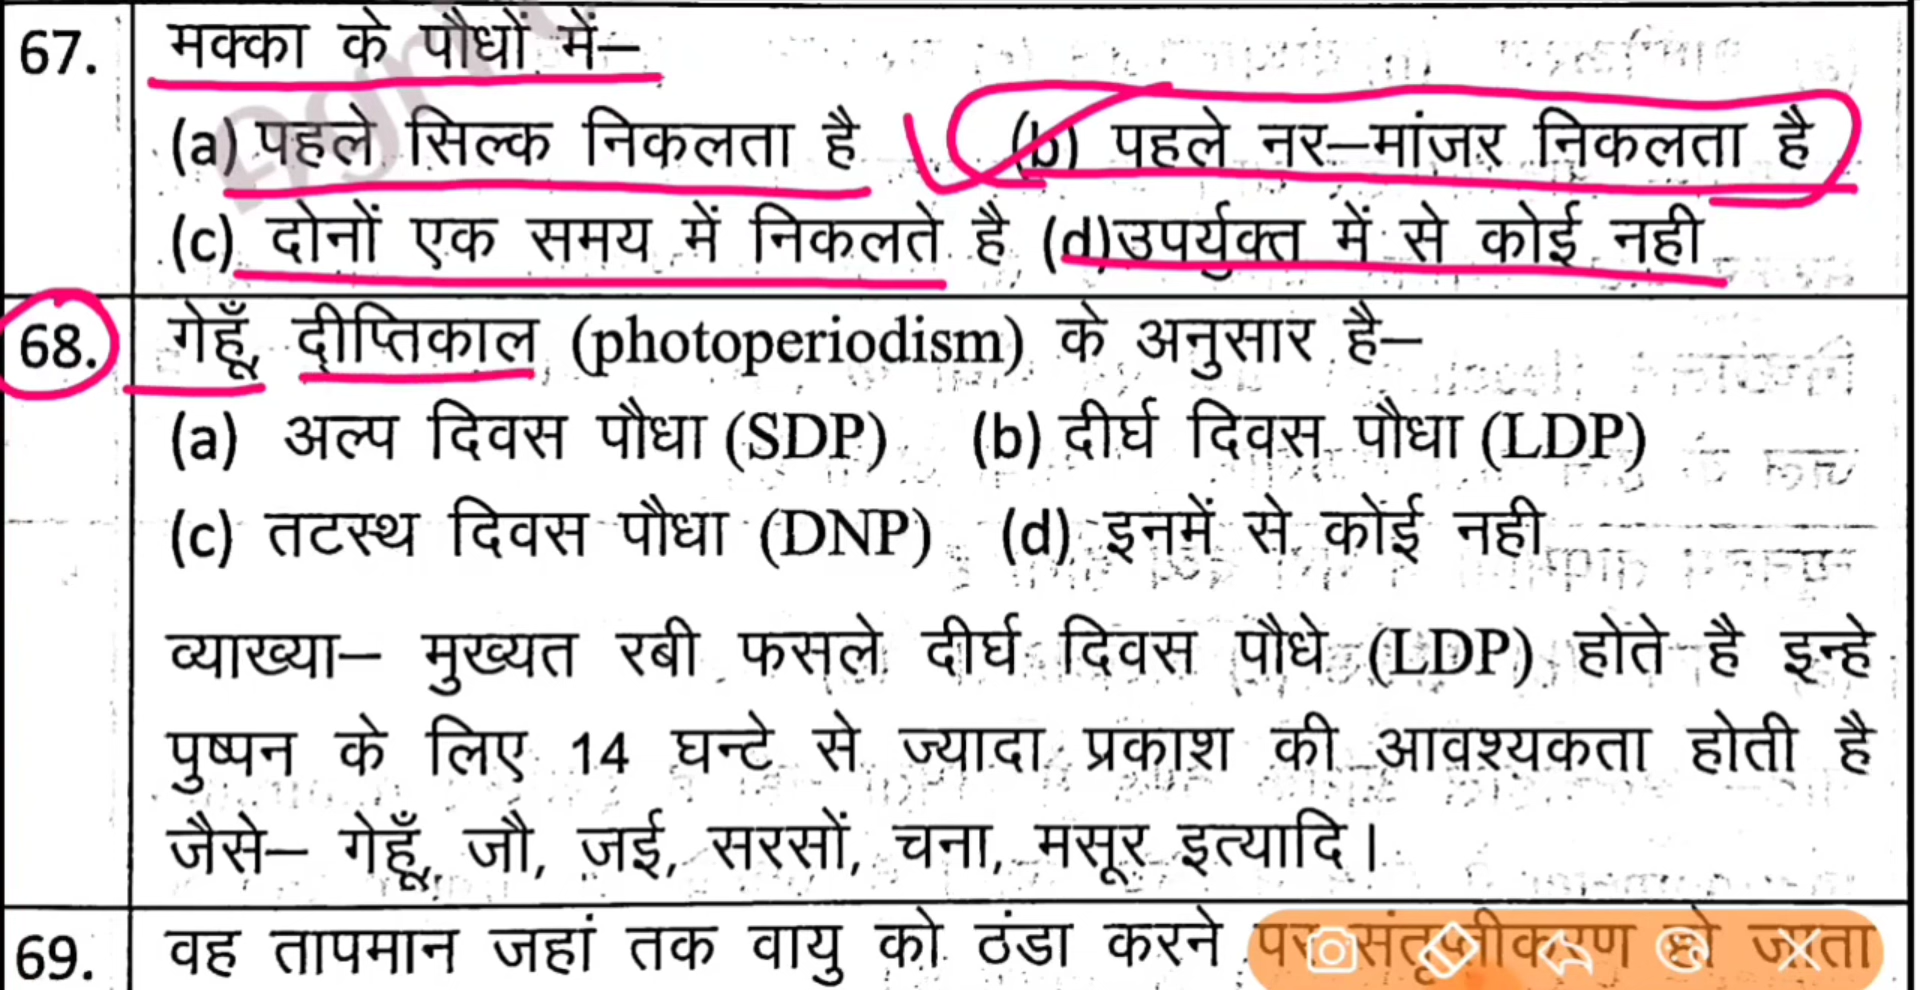 67. मक्का के पौधों में–
(a) पहले सिल्क निकलता है (b) पहले नर–मांजर निकलता है
(c) दोनों एक समय में निकलते है (d)उपर्युक्त में से कोई नही
68. गेहूँ, दीप्तिकाल (photoperiodism) के अनुसार है–
(a) अल्प दिवस पौधा (SDP) (b) दीर्घ दिवस पौधा (LDP)
(c) तटस्थ दिवस पौधा (DNP) (d) इनमें से कोई नही
व्याख्या– मुख्यत रबी फसले दीर्घ दिवस पौधे (LDP) होते है इन्हे
पुष्पन के लिए 14 घन्टे से ज्यादा प्रकाश की आवश्यकता होती है
जैसे– गेहूँ, जौ, जई, सरसों, चना, मसूर इत्यादि।
69. वह तापमान जहां तक वायु को ठंडा करने पर संतृप्तीकरण हो जाता